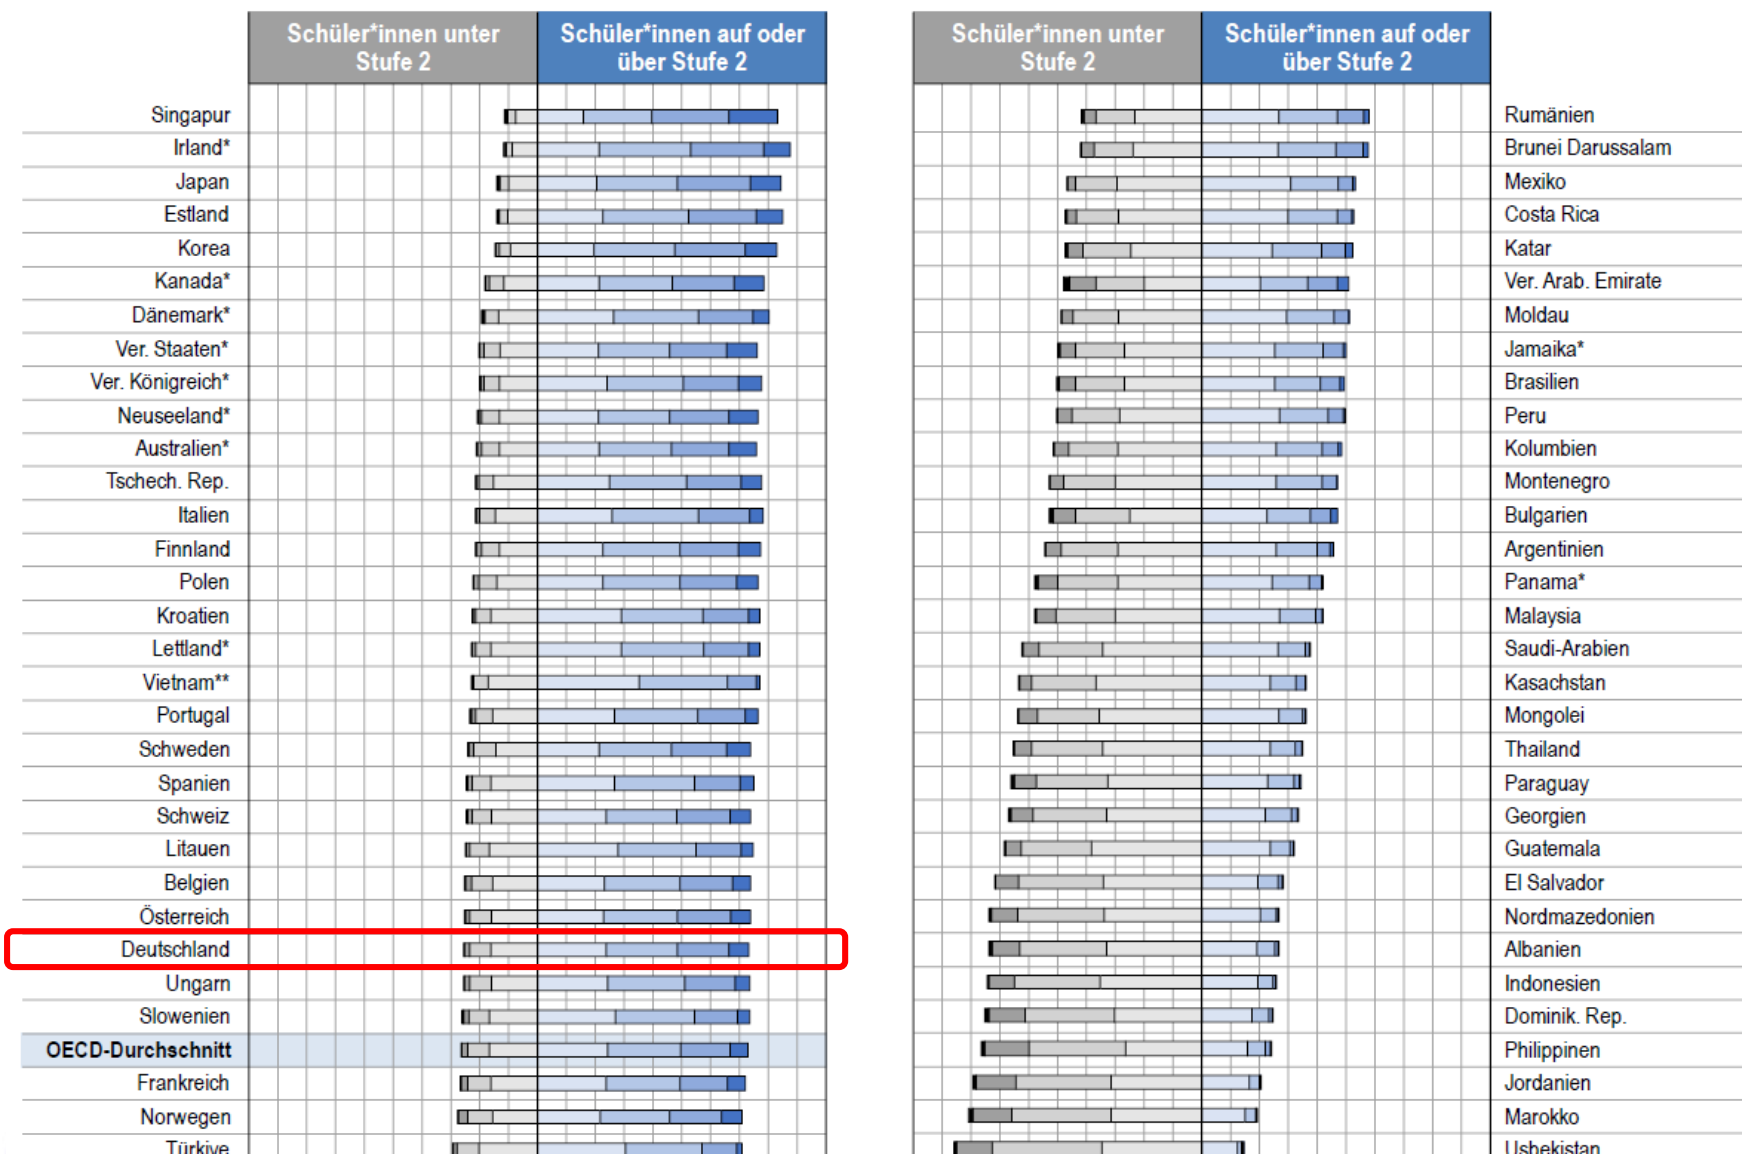 Schüler*innen unter
Stufe 2
Schüler*innen auf oder
über Stufe 2
Singapur
Irland*
Japan
Estland
Korea
Kanada*
Dänemark*
Ver. Staaten*
Ver. Königreich*
Neuseeland*
Australien*
Tschech. Rep.
Italien
Finnland
Polen
Kroatien
Lettland*
Vietnam**
Portugal
Schweden
Spanien
Schweiz
Litauen
Belgien
Österreich
Deutschland
Ungarn
Slowenien
OECD-Durchschnitt
Frankreich
Norwegen
Türkiye
Schüler*innen unter
Stufe 2
Schüler*innen auf oder
über Stufe 2
Rumänien
Brunei Darussalam
Mexiko
Costa Rica
Katar
Ver. Arab. Emirate
Moldau
Jamaika*
Brasilien
Peru
Kolumbien
Montenegro
Bulgarien
Argentinien
Panama*
Malaysia
Saudi-Arabien
Kasachstan
Mongolei
Thailand
Paraguay
Georgien
Guatemala
El Salvador
Nordmazedonien
Albanien
Indonesien
Dominik. Rep.
Philippinen
Jordanien
Marokko
Usbekistan